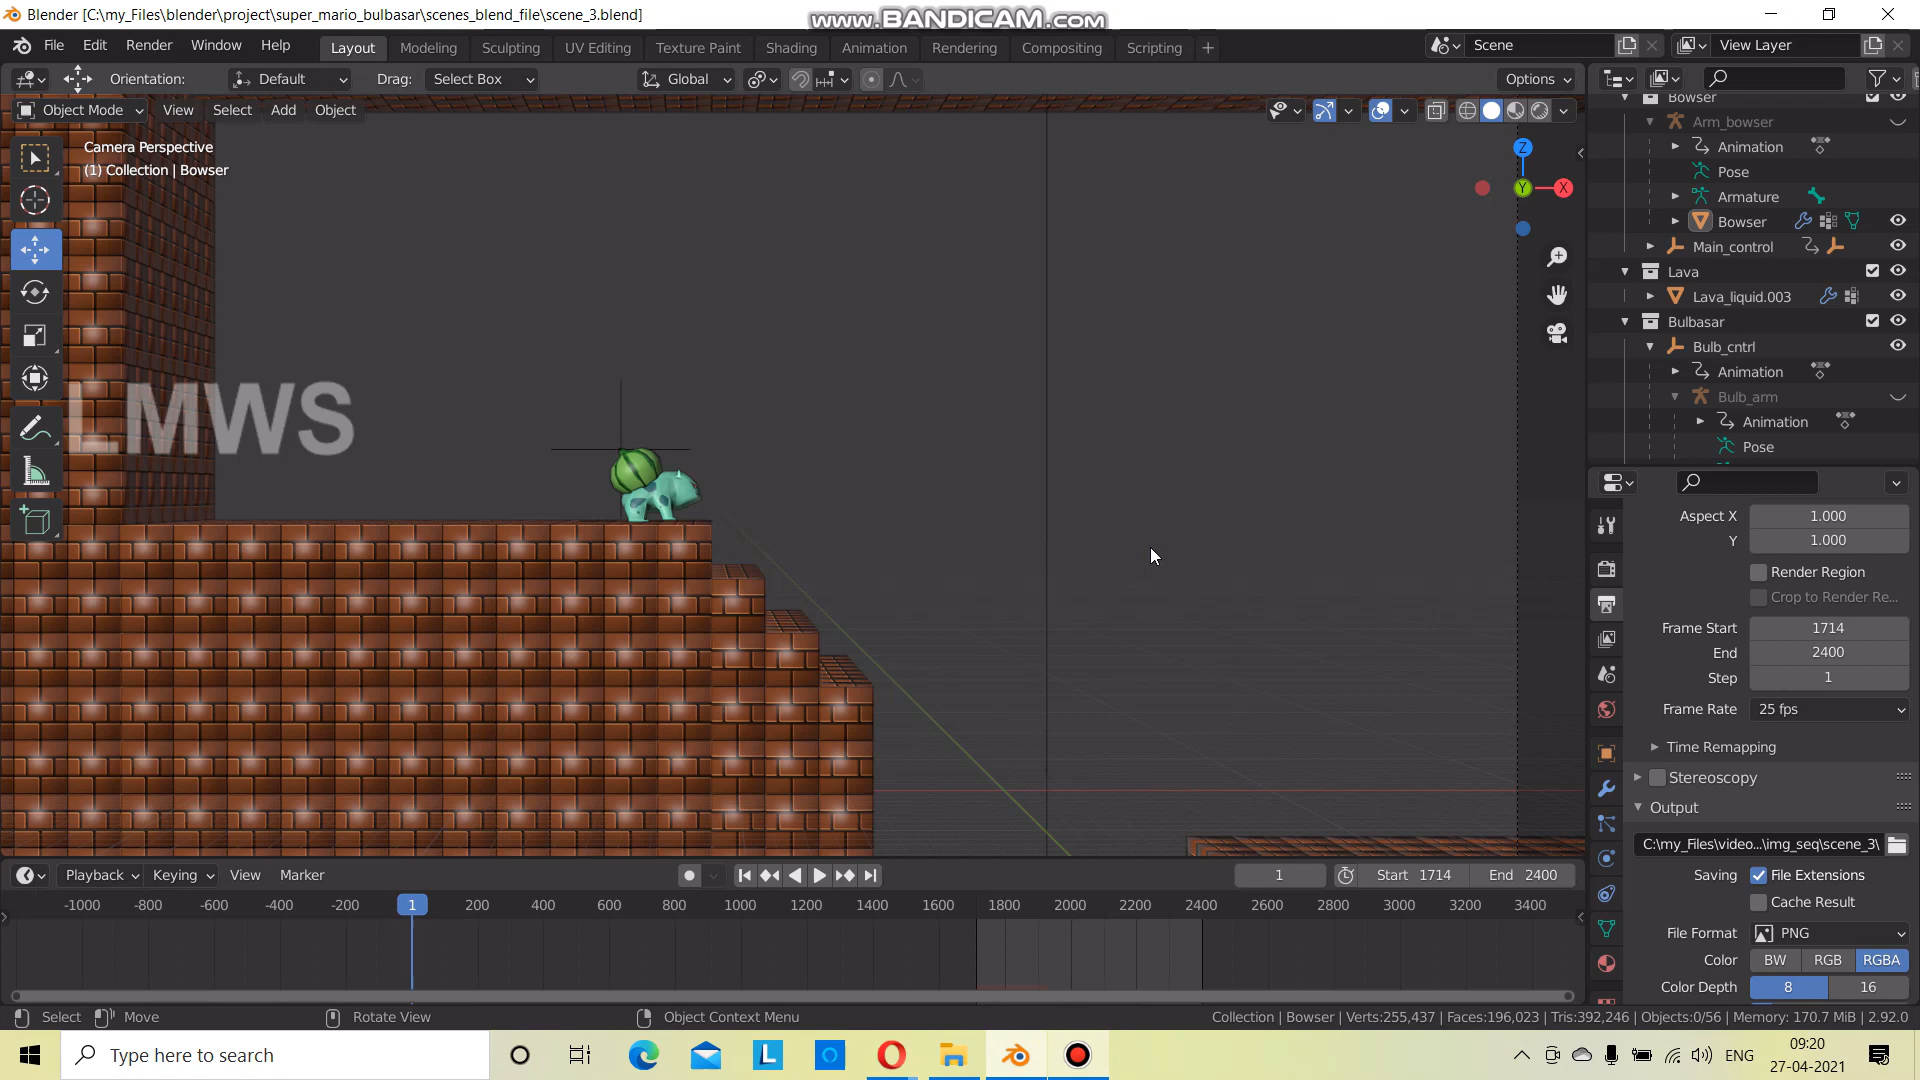 Blender [C:\my_Files\blender\project\super_mario_bulbasar\scenes_blend_file\scene_3.blend]
www.BANDICAM.com
File Edit Render Window Help
Layout Modeling Sculpting UV Editing Texture Paint Shading Animation Rendering Compositing Scripting
Scene
View Layer
Orientation: Default Drag: Select Box Global Options
Object Mode View Select Add Object
Camera Perspective
(1) Collection | Bowser
Z
Y
X
LMWS
Bowser
Arm_bowser
Animation
Pose
Armature
Bowser
Main_control
Lava
Lava_liquid.003
Bulbasar
Bulb_cntrl
Animation
Bulb_arm
Animation
Pose
Aspect X 1.000
Y 1.000
Render Region
Crop to Render Re...
Frame Start 1714
End 2400
Step 1
Frame Rate 25 fps
Time Remapping
Stereoscopy
Output
C:\my_Files\video...\img_seq\scene_3\
Saving File Extensions
Cache Result
File Format PNG
Color BW RGB RGBA
Color Depth 8 16
Playback Keying View Marker
1 Start 1714 End 2400
-1000 -800 -600 -400 -200 1 200 400 600 800 1000 1200 1400 1600 1800 2000 2200 2400 2600 2800 3000 3200 3400
Select Move Rotate View Object Context Menu
Collection | Bowser | Verts:255,437 | Faces:196,023 | Tris:392,246 | Objects:0/56 | Memory: 170.7 MiB | 2.92.0
Type here to search
L
ENG
09:20
27-04-2021